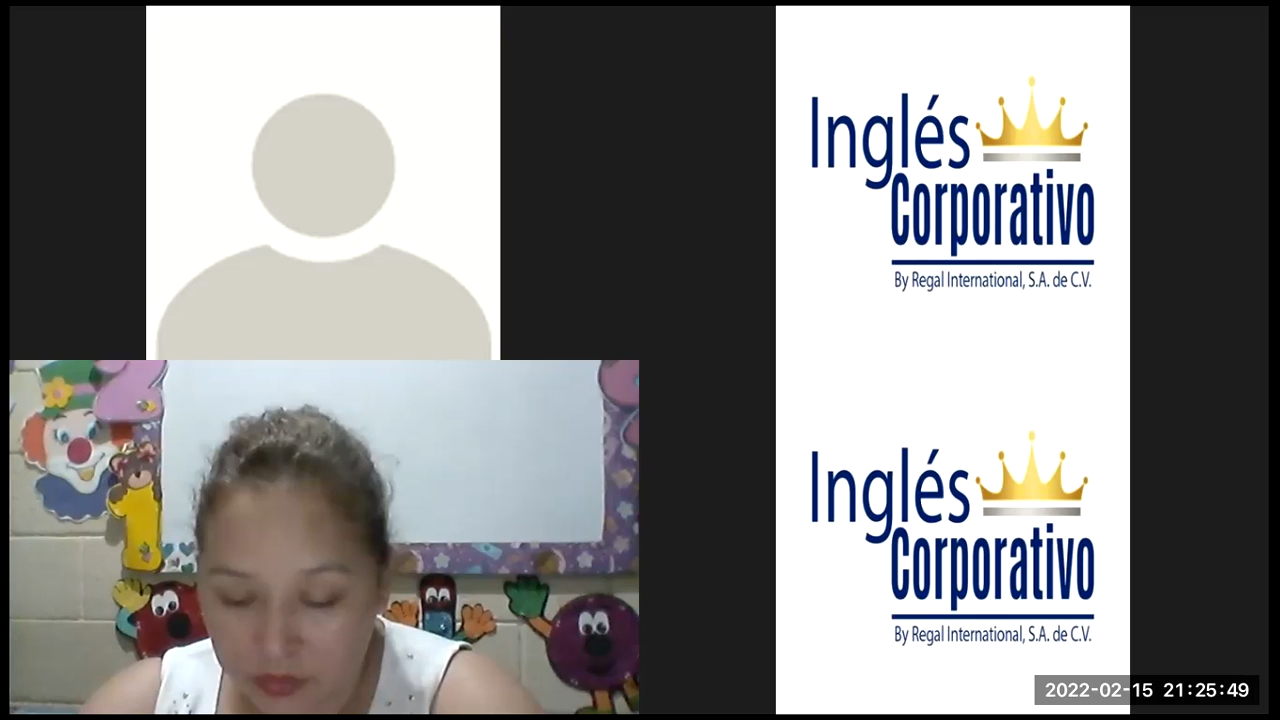 Inglés
Corporativo
By Regal International, S.A. de C.V.
Inglés
Corporativo
By Regal International, S.A. de C.V.
2022-02-15 21:25:49